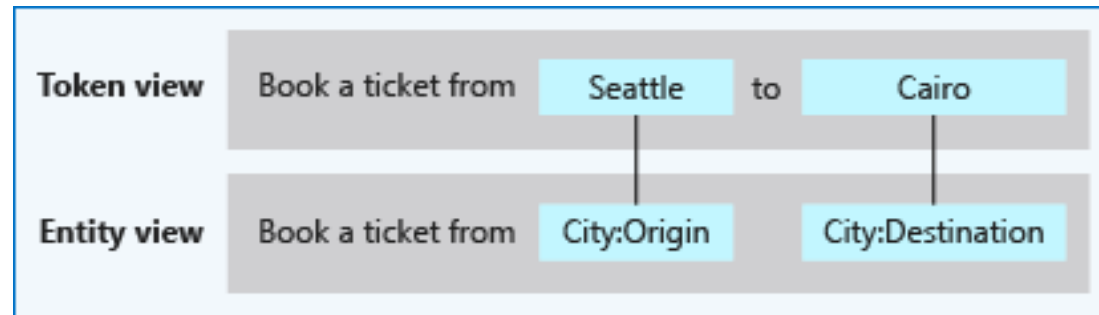 Token view Book a ticket from Seattle to Cairo
Entity view Book a ticket from City:Origin City:Destination